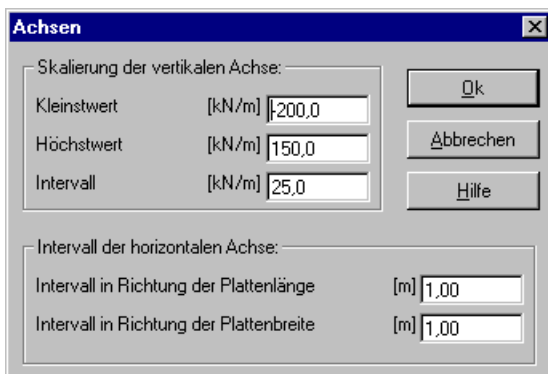 Achsen
Skalierung der vertikalen Achse:
Kleinstwert [kN/m] -200,0
Höchstwert [kN/m] 150,0
Intervall [kN/m] 25,0
Ok
Abbrechen
Hilfe
Intervall der horizontalen Achse:
Intervall in Richtung der Plattenlänge [m] 1,00
Intervall in Richtung der Plattenbreite [m] 1,00